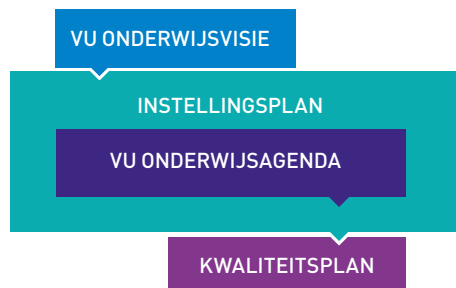 VU ONDERWIJSVISIE
INSTELLINGSPLAN
VU ONDERWIJSAGENDA
KWALITEITSPLAN